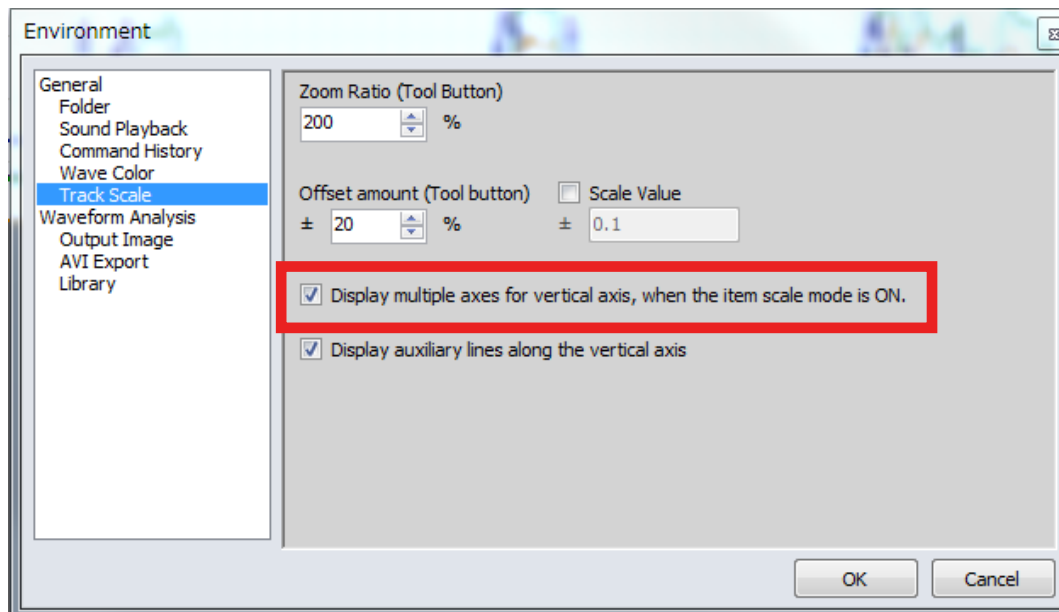 Environment
General
Folder
Sound Playback
Command History
Wave Color
Track Scale
Waveform Analysis
Output Image
AVI Export
Library
Zoom Ratio (Tool Button)
200 %
Offset amount (Tool button) Scale Value
± 20 % ± 0.1
Display multiple axes for vertical axis, when the item scale mode is ON.
Display auxiliary lines along the vertical axis
OK Cancel